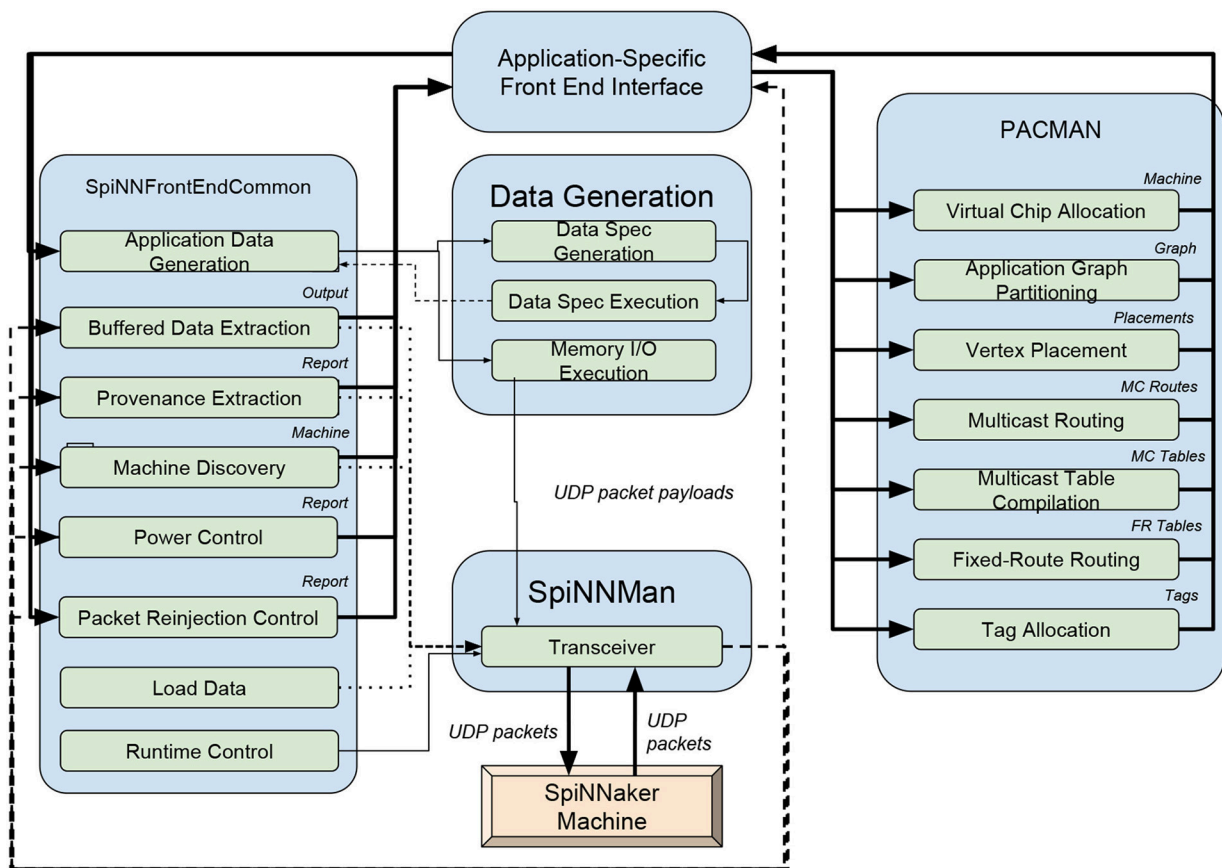 Application-Specific
Front End Interface
SpiNNFrontEndCommon
Application Data
Generation
Output
Buffered Data Extraction
Report
Provenance Extraction
Machine
Machine Discovery
Report
Power Control
Report
Packet Reinjection Control
Load Data
Runtime Control
Data Generation
Data Spec
Generation
Data Spec Execution
Memory I/O
Execution
UDP packet payloads
SpiNNMan
Transceiver
UDP packets
UDP
packets
SpiNNaker
Machine
PACMAN
Machine
Virtual Chip Allocation
Graph
Application Graph
Partitioning
Placements
Vertex Placement
MC Routes
Multicast Routing
MC Tables
Multicast Table
Compilation
FR Tables
Fixed-Route Routing
Tags
Tag Allocation